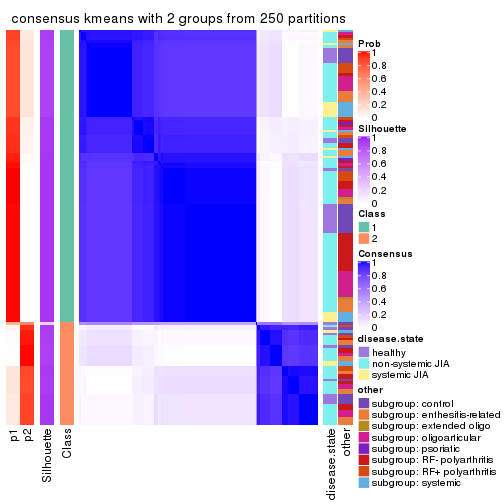 consensus kmeans with 2 groups from 250 partitions
Prob
1
0.8
0.6
0.4
0.2
0
Silhouette
1
0.8
0.6
0.4
0.2
0
Class
1
2
Consensus
1
0.8
0.6
0.4
0.2
0
disease.state
healthy
non-systemic JIA
systemic JIA
other
subgroup: control
subgroup: enthesitis-related
subgroup: extended oligo
subgroup: oligoarticular
subgroup: psoriatic
subgroup: RF- polyarthritis
subgroup: RF+ polyarthritis
subgroup: systemic
p1
p2
Silhouette
Class
disease.state
other